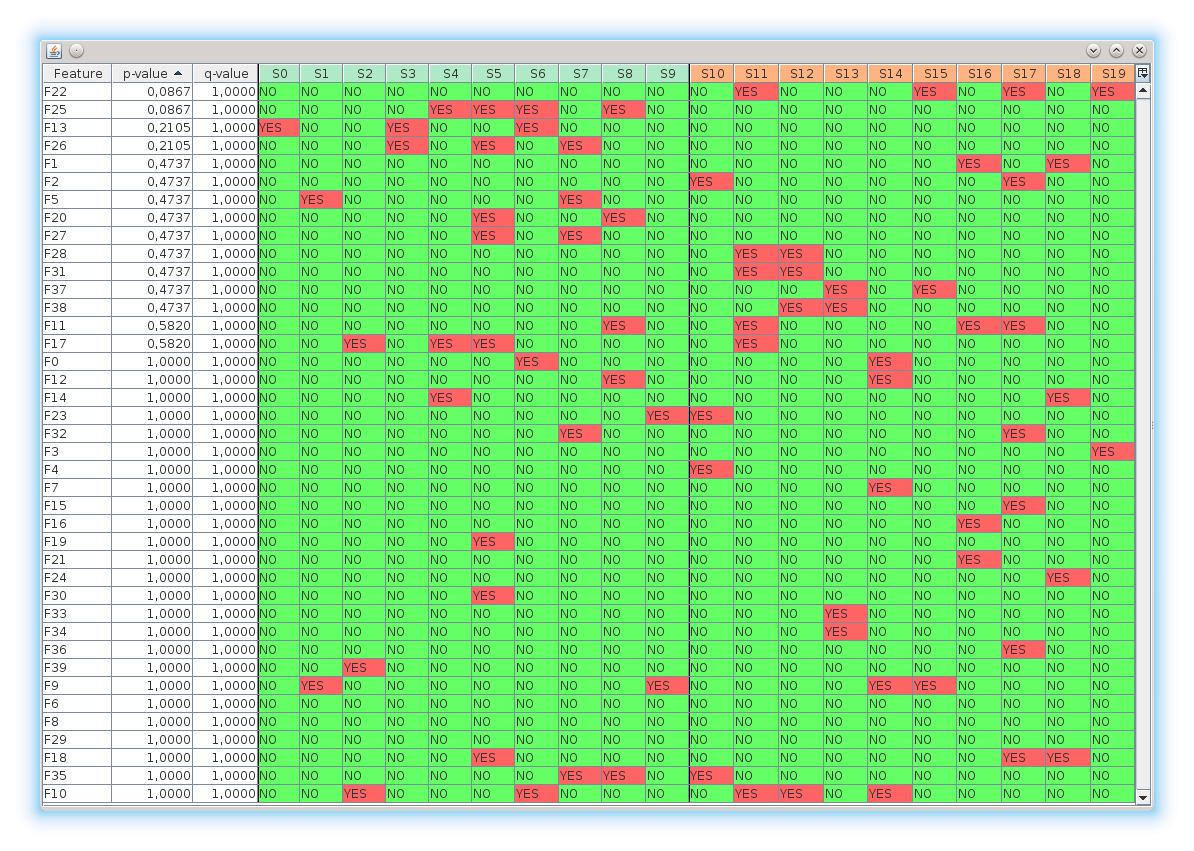 Feature p-value q-value S0 S1 S2 S3 S4 S5 S6 S7 S8 S9 S10 S11 S12 S13 S14 S15 S16 S17 S18 S19
F22 0,0867 1,0000 NO NO NO NO NO NO NO NO NO NO NO YES NO NO NO YES NO YES NO YES
F25 0,0867 1,0000 NO NO NO NO YES YES YES NO YES NO NO NO NO NO NO NO NO NO NO NO
F13 0,2105 1,0000 YES NO NO YES NO NO YES NO NO NO NO NO NO NO NO NO NO NO NO NO
F26 0,2105 1,0000 NO NO NO YES NO YES NO YES NO NO NO NO NO NO NO NO NO NO NO NO
F1 0,4737 1,0000 NO NO NO NO NO NO NO NO NO NO NO NO NO NO NO NO YES NO YES NO
F2 0,4737 1,0000 NO NO NO NO NO NO NO NO NO NO YES NO NO NO NO NO NO YES NO NO
F5 0,4737 1,0000 NO YES NO NO NO NO NO YES NO NO NO NO NO NO NO NO NO NO NO NO
F20 0,4737 1,0000 NO NO NO NO NO YES NO NO YES NO NO NO NO NO NO NO NO NO NO NO
F27 0,4737 1,0000 NO NO NO NO NO YES NO YES NO NO NO NO NO NO NO NO NO NO NO NO
F28 0,4737 1,0000 NO NO NO NO NO NO NO NO NO NO NO YES YES NO NO NO NO NO NO NO
F31 0,4737 1,0000 NO NO NO NO NO NO NO NO NO NO NO YES YES NO NO NO NO NO NO NO
F37 0,4737 1,0000 NO NO NO NO NO NO NO NO NO NO NO NO NO YES NO YES NO NO NO NO
F38 0,4737 1,0000 NO NO NO NO NO NO NO NO NO NO NO NO YES YES NO NO NO NO NO NO
F11 0,5820 1,0000 NO NO NO NO NO NO NO NO YES NO NO YES NO NO NO NO YES YES NO NO
F17 0,5820 1,0000 NO NO YES NO YES YES NO NO NO NO NO YES NO NO NO NO NO NO NO NO
F0 1,0000 1,0000 NO NO NO NO NO NO YES NO NO NO NO NO NO NO YES NO NO NO NO NO
F12 1,0000 1,0000 NO NO NO NO NO NO NO NO YES NO NO NO NO NO YES NO NO NO NO NO
F14 1,0000 1,0000 NO NO NO NO YES NO NO NO NO NO NO NO NO NO NO NO NO NO YES NO
F23 1,0000 1,0000 NO NO NO NO NO NO NO NO NO YES YES NO NO NO NO NO NO NO NO NO
F32 1,0000 1,0000 NO NO NO NO NO NO NO YES NO NO NO NO NO NO NO NO NO YES NO NO
F3 1,0000 1,0000 NO NO NO NO NO NO NO NO NO NO NO NO NO NO NO NO NO NO NO YES
F4 1,0000 1,0000 NO NO NO NO NO NO NO NO NO NO YES NO NO NO NO NO NO NO NO NO
F7 1,0000 1,0000 NO NO NO NO NO NO NO NO NO NO NO NO NO NO YES NO NO NO NO NO
F15 1,0000 1,0000 NO NO NO NO NO NO NO NO NO NO NO NO NO NO NO NO NO YES NO NO
F16 1,0000 1,0000 NO NO NO NO NO NO NO NO NO NO NO NO NO NO NO NO YES NO NO NO
F19 1,0000 1,0000 NO NO NO NO NO YES NO NO NO NO NO NO NO NO NO NO NO NO NO NO
F21 1,0000 1,0000 NO NO NO NO NO NO NO NO NO NO NO NO NO NO NO NO YES NO NO NO
F24 1,0000 1,0000 NO NO NO NO NO NO NO NO NO NO NO NO NO NO NO NO NO NO YES NO
F30 1,0000 1,0000 NO NO NO NO NO YES NO NO NO NO NO NO NO NO NO NO NO NO NO NO
F33 1,0000 1,0000 NO NO NO NO NO NO NO NO NO NO NO NO NO YES NO NO NO NO NO NO
F34 1,0000 1,0000 NO NO NO NO NO NO NO NO NO NO NO NO NO YES NO NO NO NO NO NO
F36 1,0000 1,0000 NO NO NO NO NO NO NO NO NO NO NO NO NO NO NO NO NO YES NO NO
F39 1,0000 1,0000 NO NO YES NO NO NO NO NO NO NO NO NO NO NO NO NO NO NO NO NO
F9 1,0000 1,0000 NO YES NO NO NO NO NO NO NO YES NO NO NO NO YES YES NO NO NO NO
F6 1,0000 1,0000 NO NO NO NO NO NO NO NO NO NO NO NO NO NO NO NO NO NO NO NO
F8 1,0000 1,0000 NO NO NO NO NO NO NO NO NO NO NO NO NO NO NO NO NO NO NO NO
F29 1,0000 1,0000 NO NO NO NO NO NO NO NO NO NO NO NO NO NO NO NO NO NO NO NO
F18 1,0000 1,0000 NO NO NO NO NO YES NO NO NO NO NO NO NO NO NO NO NO YES YES NO
F35 1,0000 1,0000 NO NO NO NO NO NO NO YES YES NO YES NO NO NO NO NO NO NO NO NO
F10 1,0000 1,0000 NO NO YES NO NO NO YES NO NO NO NO YES YES NO YES NO NO NO NO NO